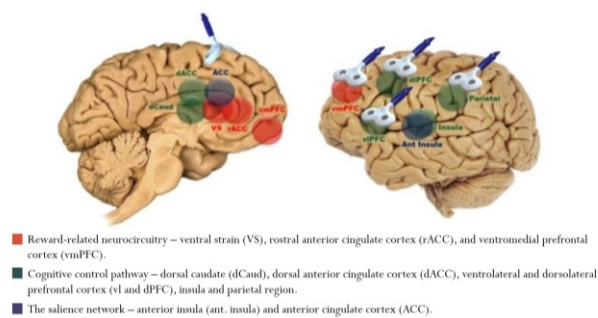 dACC ACC
dCaud
vmPFC
VS rACC
dlPFC
vmPFC
Parietal
vlPFC
Insula
Ant Insula
Reward-related neurocircuitry – ventral strain (VS), rostral anterior cingulate cortex (rACC), and ventromedial prefrontal
cortex (vmPFC).
Cognitive control pathway – dorsal caudate (dCaud), dorsal anterior cingulate cortex (dACC), ventrolateral and dorsolateral
prefrontal cortex (vl and dPFC), insula and parietal region.
The salience network – anterior insula (ant. insula) and anterior cingulate cortex (ACC).